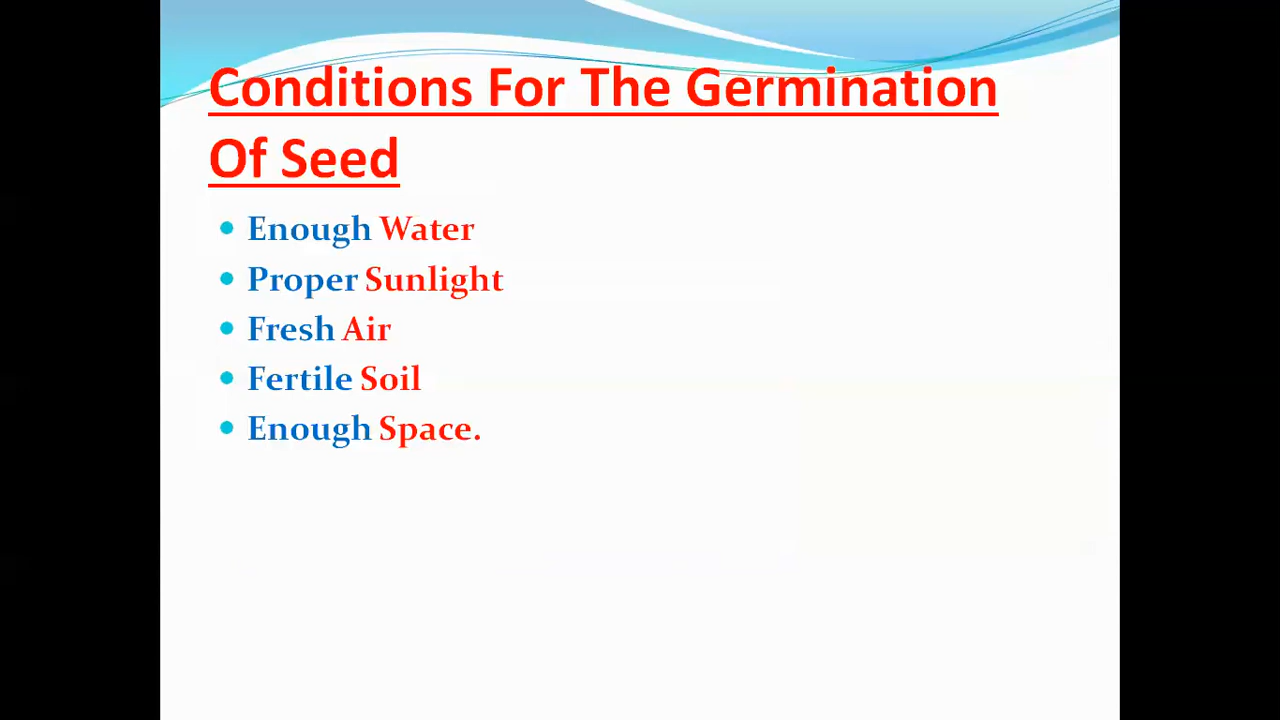 Conditions For The Germination
Of Seed
Enough Water
Proper Sunlight
Fresh Air
Fertile Soil
Enough Space.